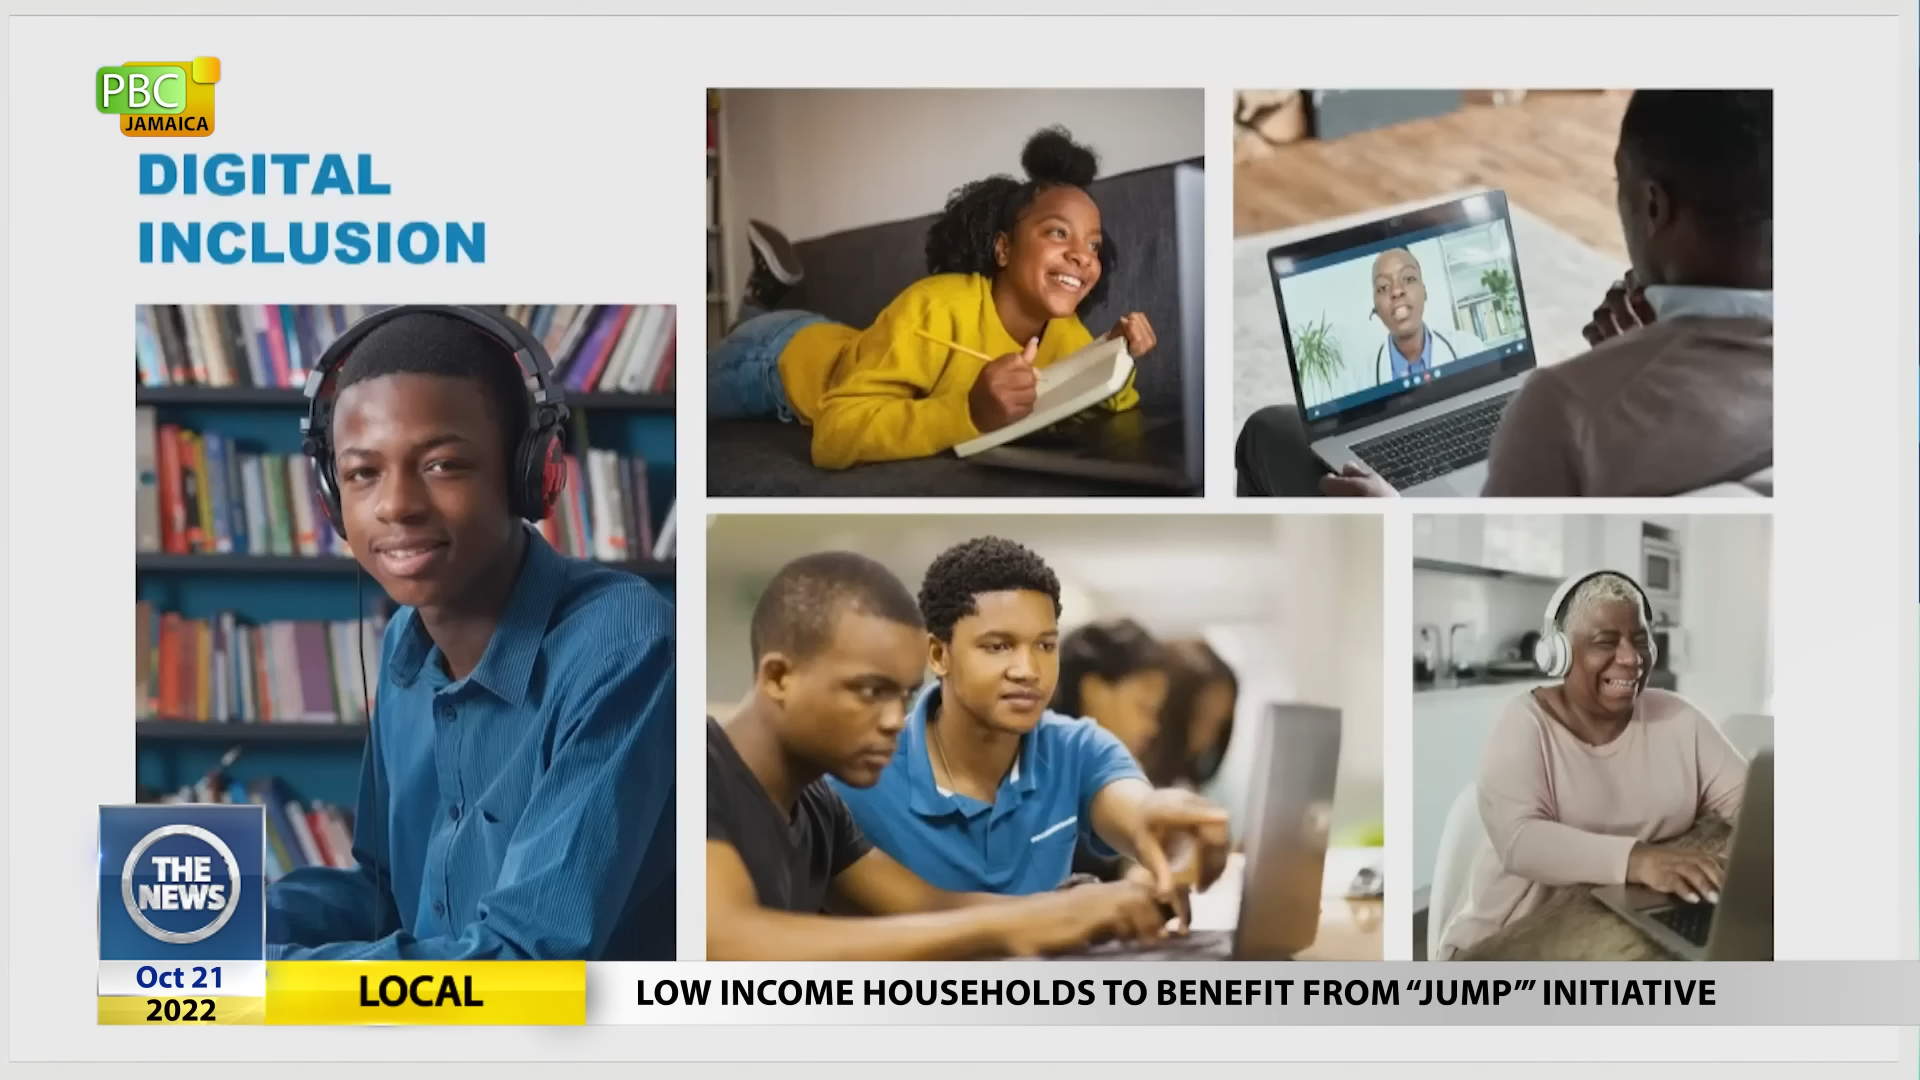 PBC
JAMAICA
DIGITAL
INCLUSION
THE
NEWS
Oct 21
2022
LOCAL
LOW INCOME HOUSEHOLDS TO BENEFIT FROM “JUMP”’ INITIATIVE